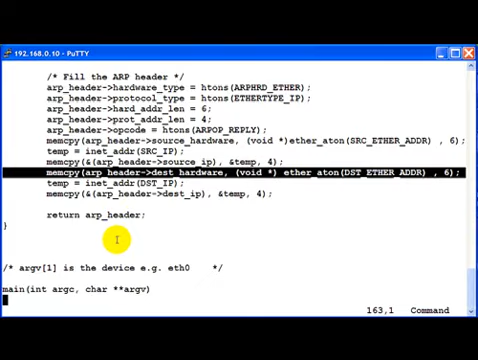 192.168.0.10 - PuTTY
/* Fill the ARP header */
arp_header->hardware_type = htons(ARPHRD_ETHER);
arp_header->protocol_type = htons(ETHERTYPE_IP);
arp_header->hard_addr_len = 6;
arp_header->prot_addr_len = 4;
arp_header->opcode = htons(ARPOP_REPLY);
memcpy(arp_header->source_hardware, (void *)ether_aton(SRC_ETHER_ADDR) , 6);
temp = inet_addr(SRC_IP);
memcpy(&(arp_header->source_ip), &temp, 4);
memcpy(arp_header->dest_hardware, (void *) ether_aton(DST_ETHER_ADDR) , 6);
temp = inet_addr(DST_IP);
memcpy(&(arp_header->dest_ip), &temp, 4);
return arp_header;
}
/* argv[1] is the device e.g. eth0 */
main(int argc, char **argv)
163,1 Command